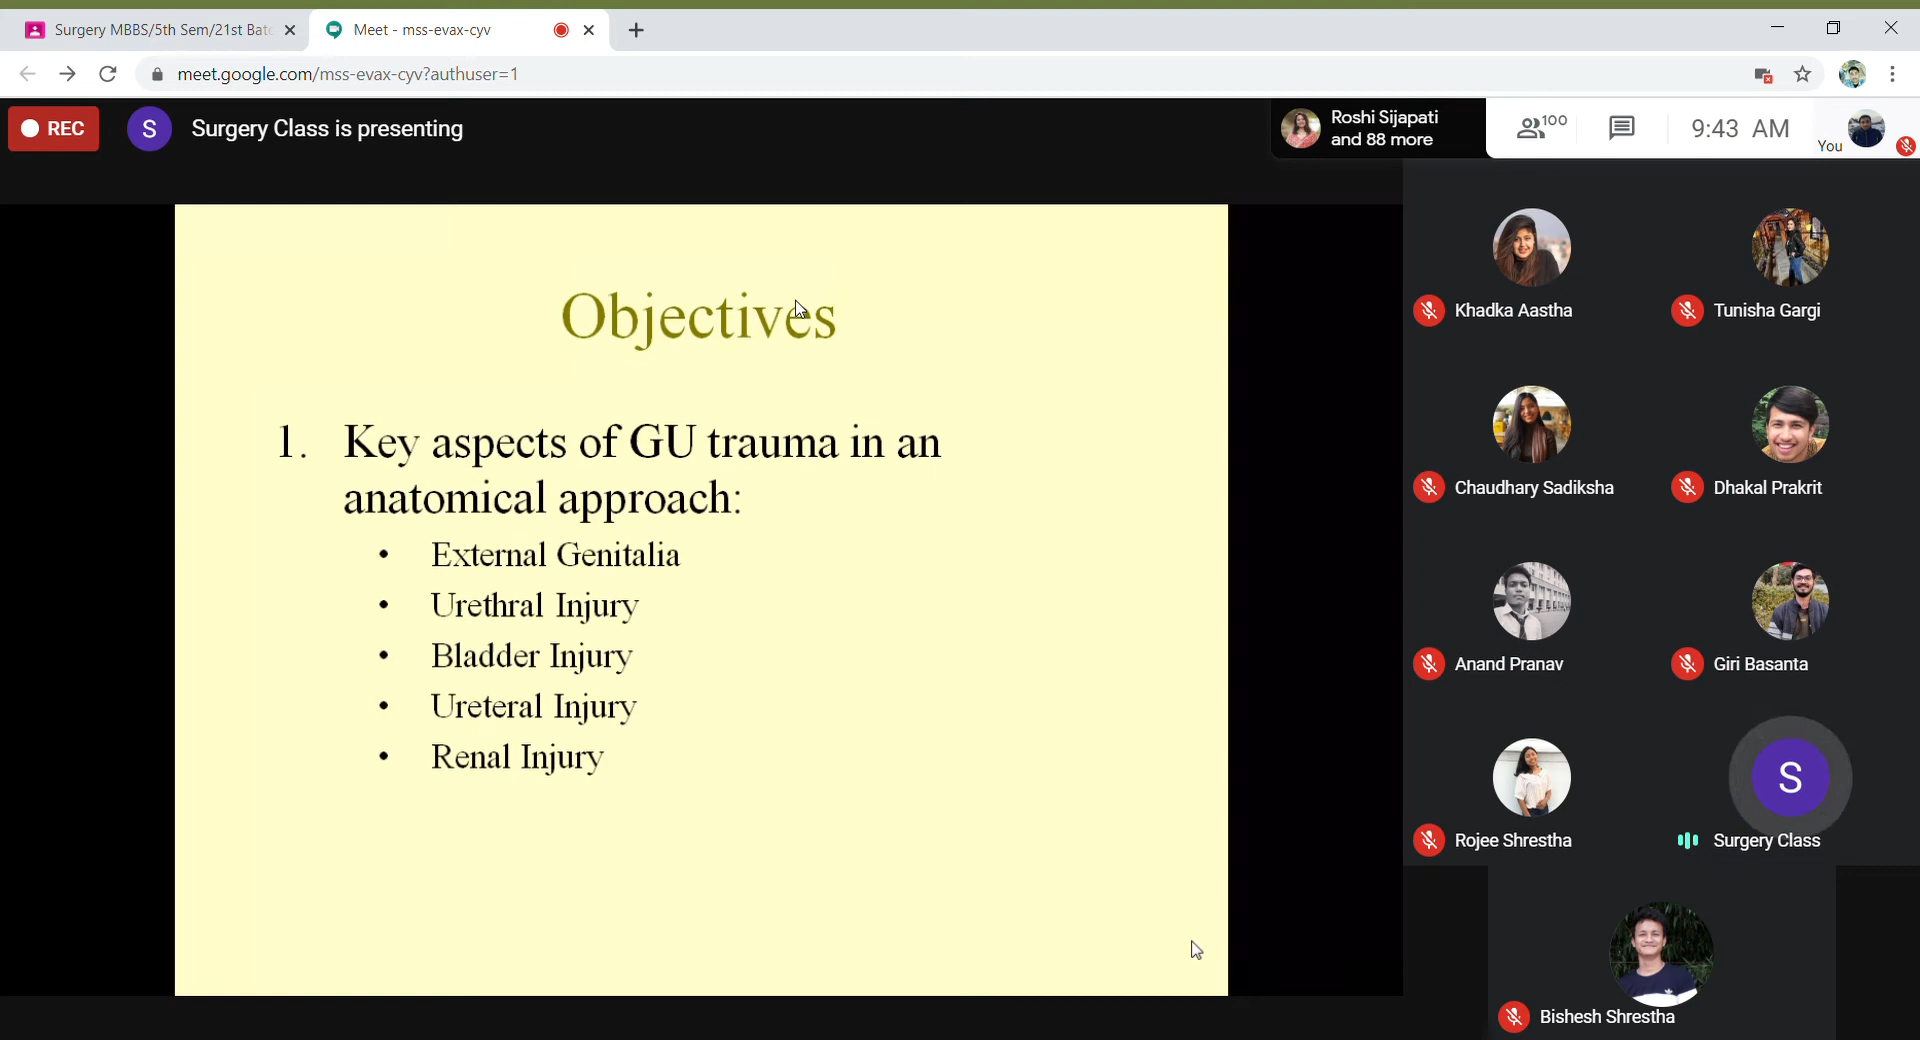 Surgery MBBS/5th Sem/21st Bat
Meet - mss-evax-cyv
meet.google.com/mss-evax-cyv?authuser=1
REC
S
Surgery Class is presenting
Roshi Sijapati
and 88 more
100
9:43 AM
You
Objectives
1. Key aspects of GU trauma in an
anatomical approach:
• External Genitalia
• Urethral Injury
• Bladder Injury
• Ureteral Injury
• Renal Injury
Khadka Aastha
Tunisha Gargi
Chaudhary Sadiksha
Dhakal Prakrit
Anand Pranav
Giri Basanta
Rojee Shrestha
S
Surgery Class
Bishesh Shrestha